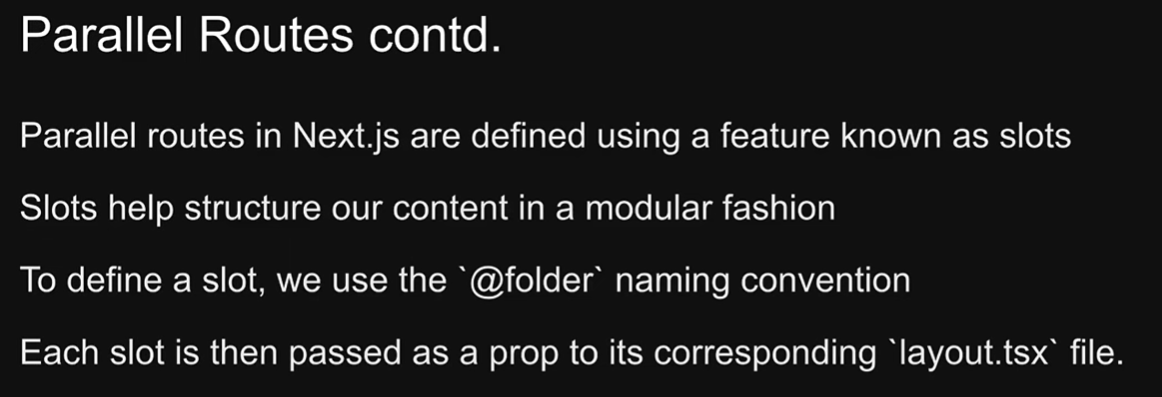 Parallel Routes contd.
Parallel routes in Next.js are defined using a feature known as slots
Slots help structure our content in a modular fashion
To define a slot, we use the `@folder` naming convention
Each slot is then passed as a prop to its corresponding `layout.tsx` file.